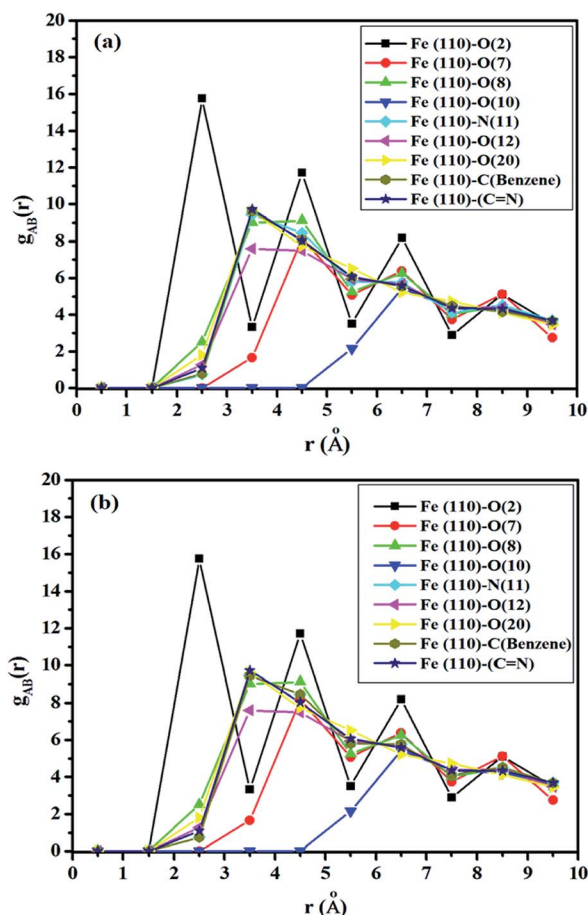 (a)
Fe (110)-O(2)
Fe (110)-O(7)
Fe (110)-O(8)
Fe (110)-O(10)
Fe (110)-N(11)
Fe (110)-O(12)
Fe (110)-O(20)
Fe (110)-C(Benzene)
Fe (110)-(C=N)
20
18
16
14
12
10
8
6
4
2
0
g_AB(r)
0 1 2 3 4 5 6 7 8 9 10
r (Å)
(b)
Fe (110)-O(2)
Fe (110)-O(7)
Fe (110)-O(8)
Fe (110)-O(10)
Fe (110)-N(11)
Fe (110)-O(12)
Fe (110)-O(20)
Fe (110)-C(Benzene)
Fe (110)-(C=N)
20
18
16
14
12
10
8
6
4
2
0
g_AB(r)
0 1 2 3 4 5 6 7 8 9 10
r (Å)